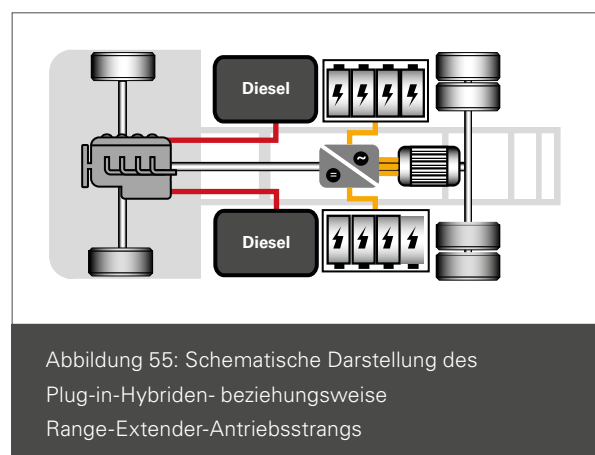 Diesel
Diesel
Abbildung 55: Schematische Darstellung des
Plug-in-Hybriden- beziehungsweise
Range-Extender-Antriebsstrangs